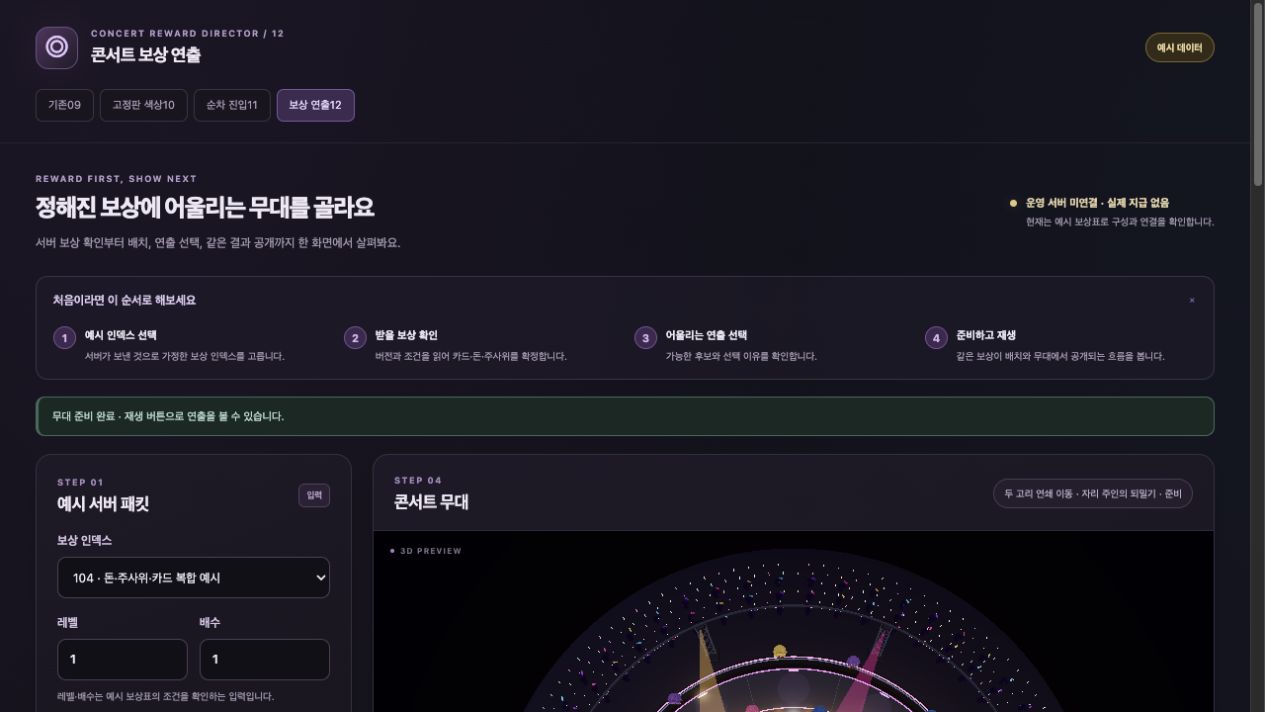 CONCERT REWARD DIRECTOR / 12
콘서트 보상 연출
예시 데이터
기존09
고정판 색상10
순차 진입11
보상 연출12
REWARD FIRST, SHOW NEXT
정해진 보상에 어울리는 무대를 골라요
서버 보상 확인부터 배치, 연출 선택, 같은 결과 공개까지 한 화면에서 살펴봐요.
운영 서버 미연결 · 실제 지급 없음
현재는 예시 보상표로 구성과 연결을 확인합니다.
처음이라면 이 순서로 해보세요
×
1 예시 인덱스 선택
서버가 보낸 것으로 가정한 보상 인덱스를 고릅니다.
2 받을 보상 확인
버전과 조건을 읽어 카드·돈·주사위를 확정합니다.
3 어울리는 연출 선택
가능한 후보와 선택 이유를 확인합니다.
4 준비하고 재생
같은 보상이 배치와 무대에서 공개되는 흐름을 봅니다.
무대 준비 완료 · 재생 버튼으로 연출을 볼 수 있습니다.
STEP 01
예시 서버 패킷
입력
보상 인덱스
104 · 돈·주사위·카드 복합 예시
레벨
배수
1
1
레벨·배수는 예시 보상표의 조건을 확인하는 입력입니다.
STEP 04
콘서트 무대
두 고리 연쇄 이동 · 자리 주인의 되밀기 · 준비
3D PREVIEW